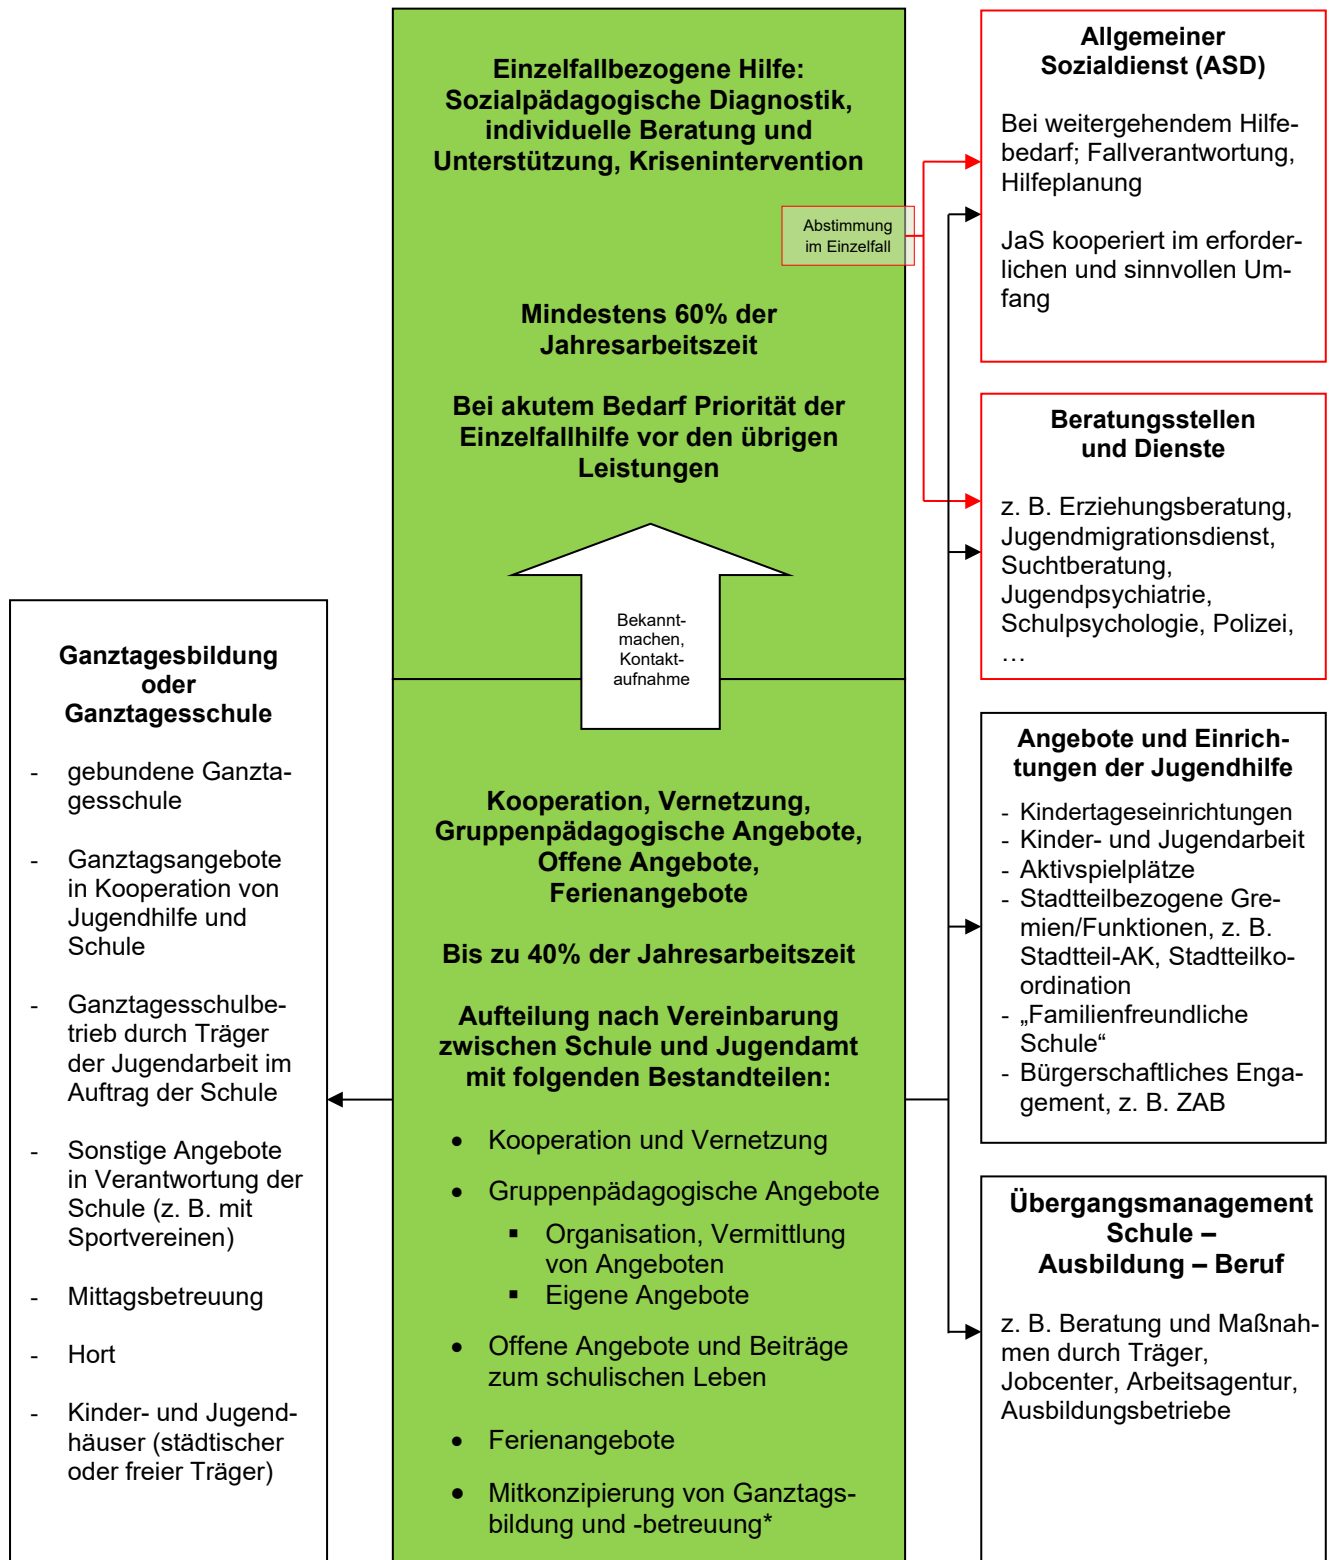 Einzelfallbezogene Hilfe:
Sozialpädagogische Diagnostik,
individuelle Beratung und
Unterstützung, Krisenintervention
Abstimmung
im Einzelfall
Mindestens 60% der
Jahresarbeitszeit
Bei akutem Bedarf Priorität der
Einzelfallhilfe vor den übrigen
Leistungen
Bekannt-
machen,
Kontakt-
aufnahme
Kooperation, Vernetzung,
Gruppenpädagogische Angebote,
Offene Angebote,
Ferienangebote
Bis zu 40% der Jahresarbeitszeit
Aufteilung nach Vereinbarung
zwischen Schule und Jugendamt
mit folgenden Bestandteilen:
• Kooperation und Vernetzung
• Gruppenpädagogische Angebote
▪ Organisation, Vermittlung
von Angeboten
▪ Eigene Angebote
• Offene Angebote und Beiträge
zum schulischen Leben
• Ferienangebote
• Mitkonzipierung von Ganztags-
bildung und -betreuung*
Ganztagesbildung
oder
Ganztagesschule
- gebundene Ganzta-
gesschule
- Ganztagsangebote
in Kooperation von
Jugendhilfe und
Schule
- Ganztagesschulbe-
trieb durch Träger
der Jugendarbeit im
Auftrag der Schule
- Sonstige Angebote
in Verantwortung der
Schule (z. B. mit
Sportvereinen)
- Mittagsbetreuung
- Hort
- Kinder- und Jugend-
häuser (städtischer
oder freier Träger)
Allgemeiner
Sozialdienst (ASD)
Bei weitergehendem Hilfe-
bedarf; Fallverantwortung,
Hilfeplanung
JaS kooperiert im erforder-
lichen und sinnvollen Um-
fang
Beratungsstellen
und Dienste
z. B. Erziehungsberatung,
Jugendmigrationsdienst,
Suchtberatung,
Jugendpsychiatrie,
Schulpsychologie, Polizei,
…
Angebote und Einrich-
tungen der Jugendhilfe
- Kindertageseinrichtungen
- Kinder- und Jugendarbeit
- Aktivspielplätze
- Stadtteilbezogene Gre-
mien/Funktionen, z. B.
Stadtteil-AK, Stadtteilko-
ordination
- „Familienfreundliche
Schule“
- Bürgerschaftliches Enga-
gement, z. B. ZAB
Übergangsmanagement
Schule –
Ausbildung – Beruf
z. B. Beratung und Maßnah-
men durch Träger,
Jobcenter, Arbeitsagentur,
Ausbildungsbetriebe